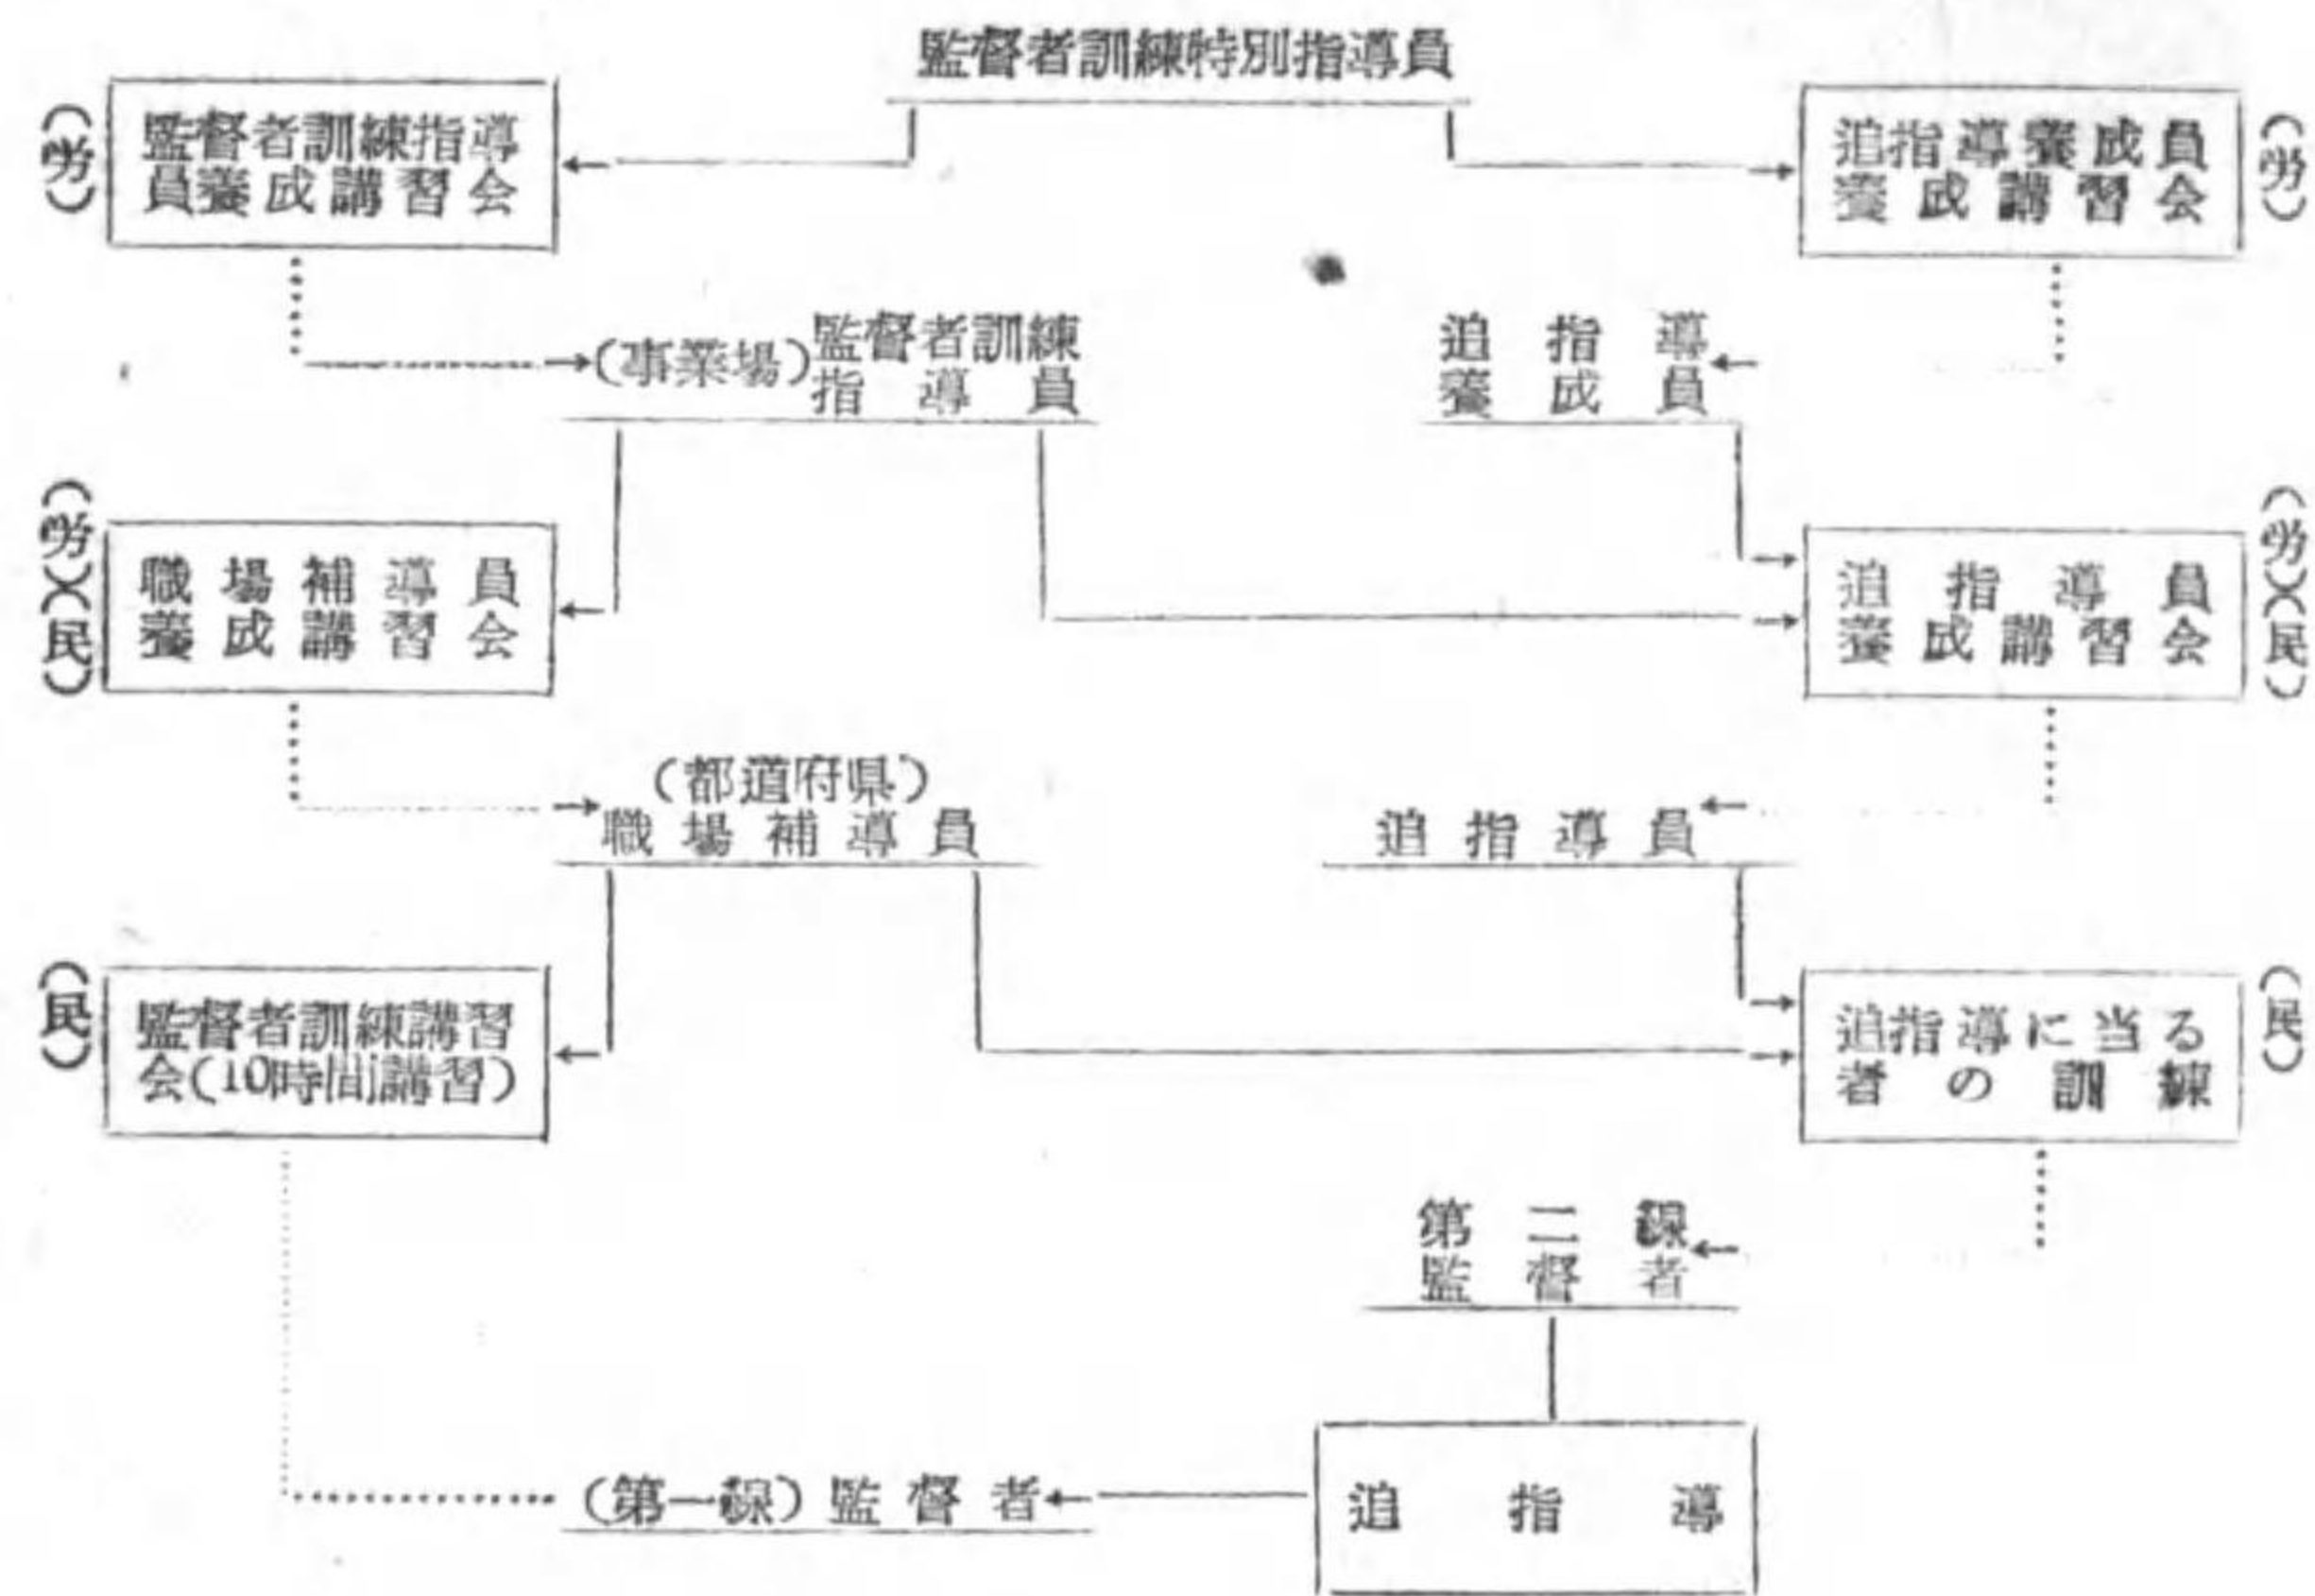 監督者訓練特別指導員
(労)
監督者訓練指導
員養成講習会
追指導養成員
養成講習会
(労)
(事業場)監督者訓練
指導員
追指導
養成員
(労)(民)
職場補導員
養成講習会
追指導員
養成講習会
(労)(民)
(都道府県)
職場補導員
追指導員
(民)
監督者訓練講習
会(10時間講習)
追指導に当る
者の訓練
(民)
第二線
監督者
(第一線)監督者
追指導